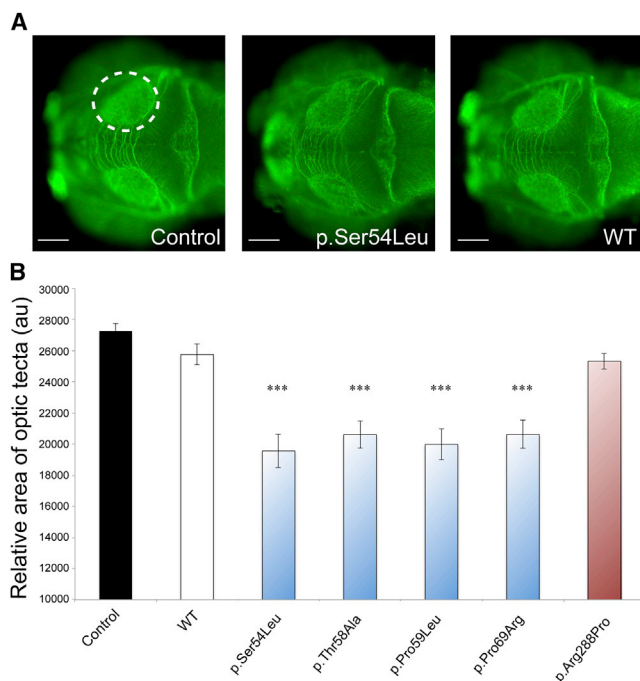 A
Control
p.Ser54Leu
WT
B
Relative area of optic tecta (au)
30000
28000
26000
24000
22000
20000
18000
16000
14000
12000
10000
*** *** *** ***
Control
WT
p.Ser54Leu
p.Thr58Ala
p.Pro59Leu
p.Pro69Arg
p.Arg288Pro